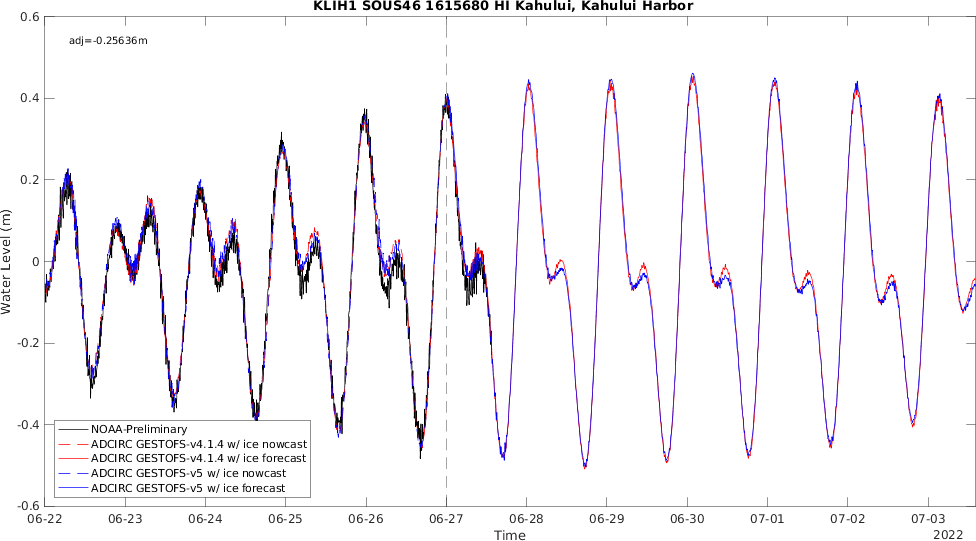 KLIH1 SOUS46 1615680 HI Kahului, Kahului Harbor
0.6
adj=-0.25636m
0.4
0.2
0
-0.2
-0.4
-0.6
Water Level (m)
NOAA-Preliminary
ADCIRC GESTOFS-v4.1.4 w/ ice nowcast
ADCIRC GESTOFS-v4.1.4 w/ ice forecast
ADCIRC GESTOFS-v5 w/ ice nowcast
ADCIRC GESTOFS-v5 w/ ice forecast
06-22 06-23 06-24 06-25 06-26 06-27 06-28 06-29 06-30 07-01 07-02 07-03
Time
2022